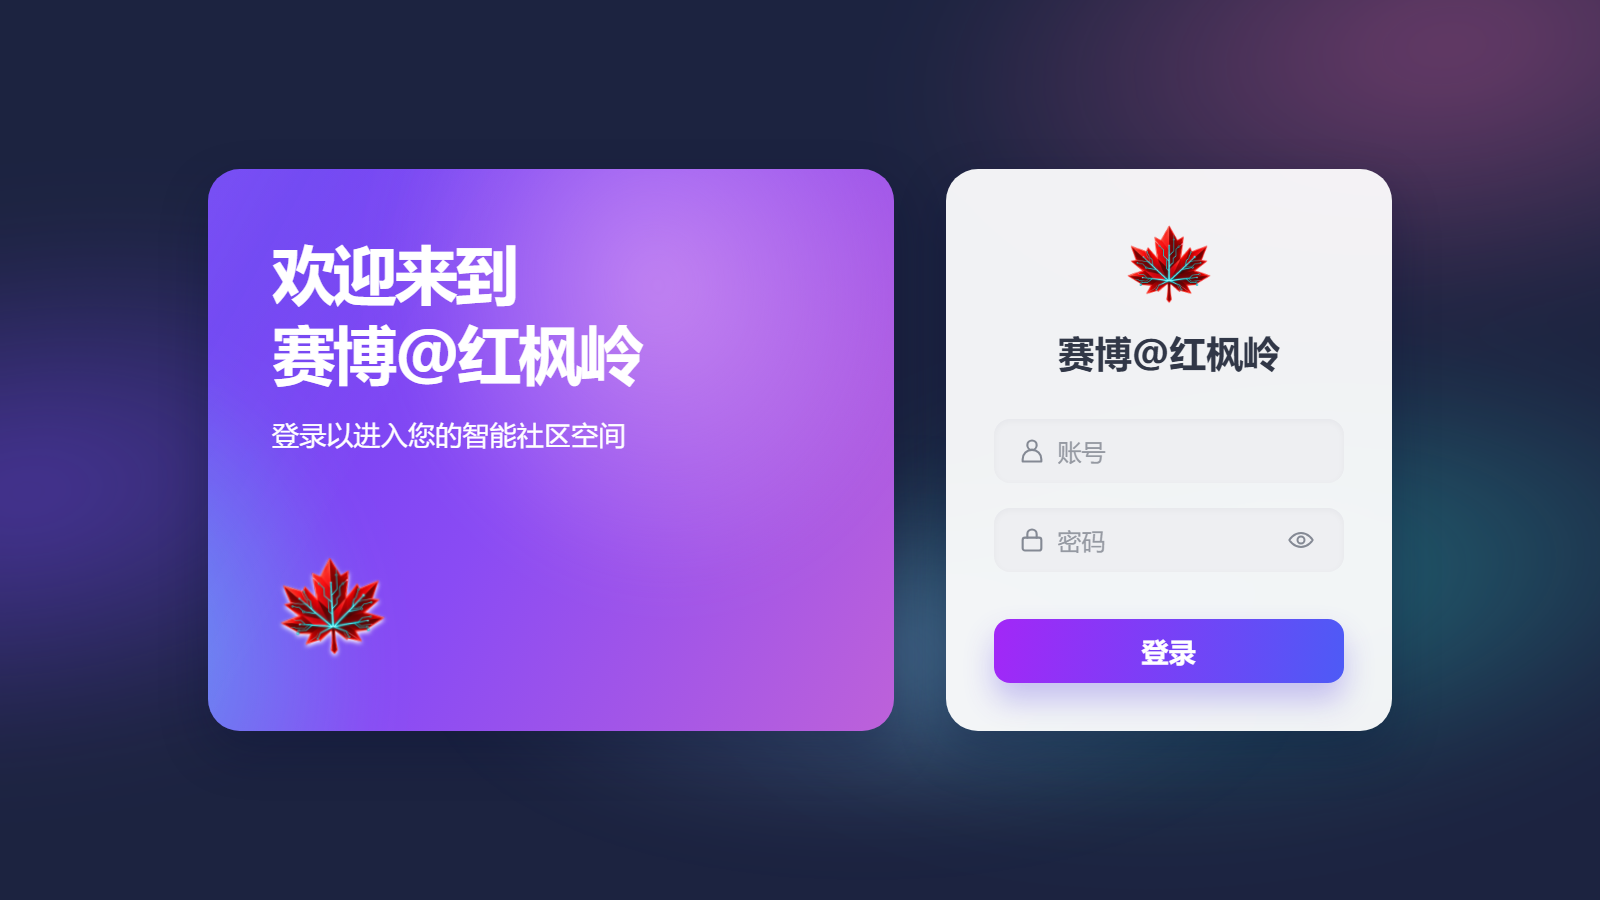 欢迎来到
赛博@红枫岭
登录以进入您的智能社区空间
赛博@红枫岭
账号
密码
登录